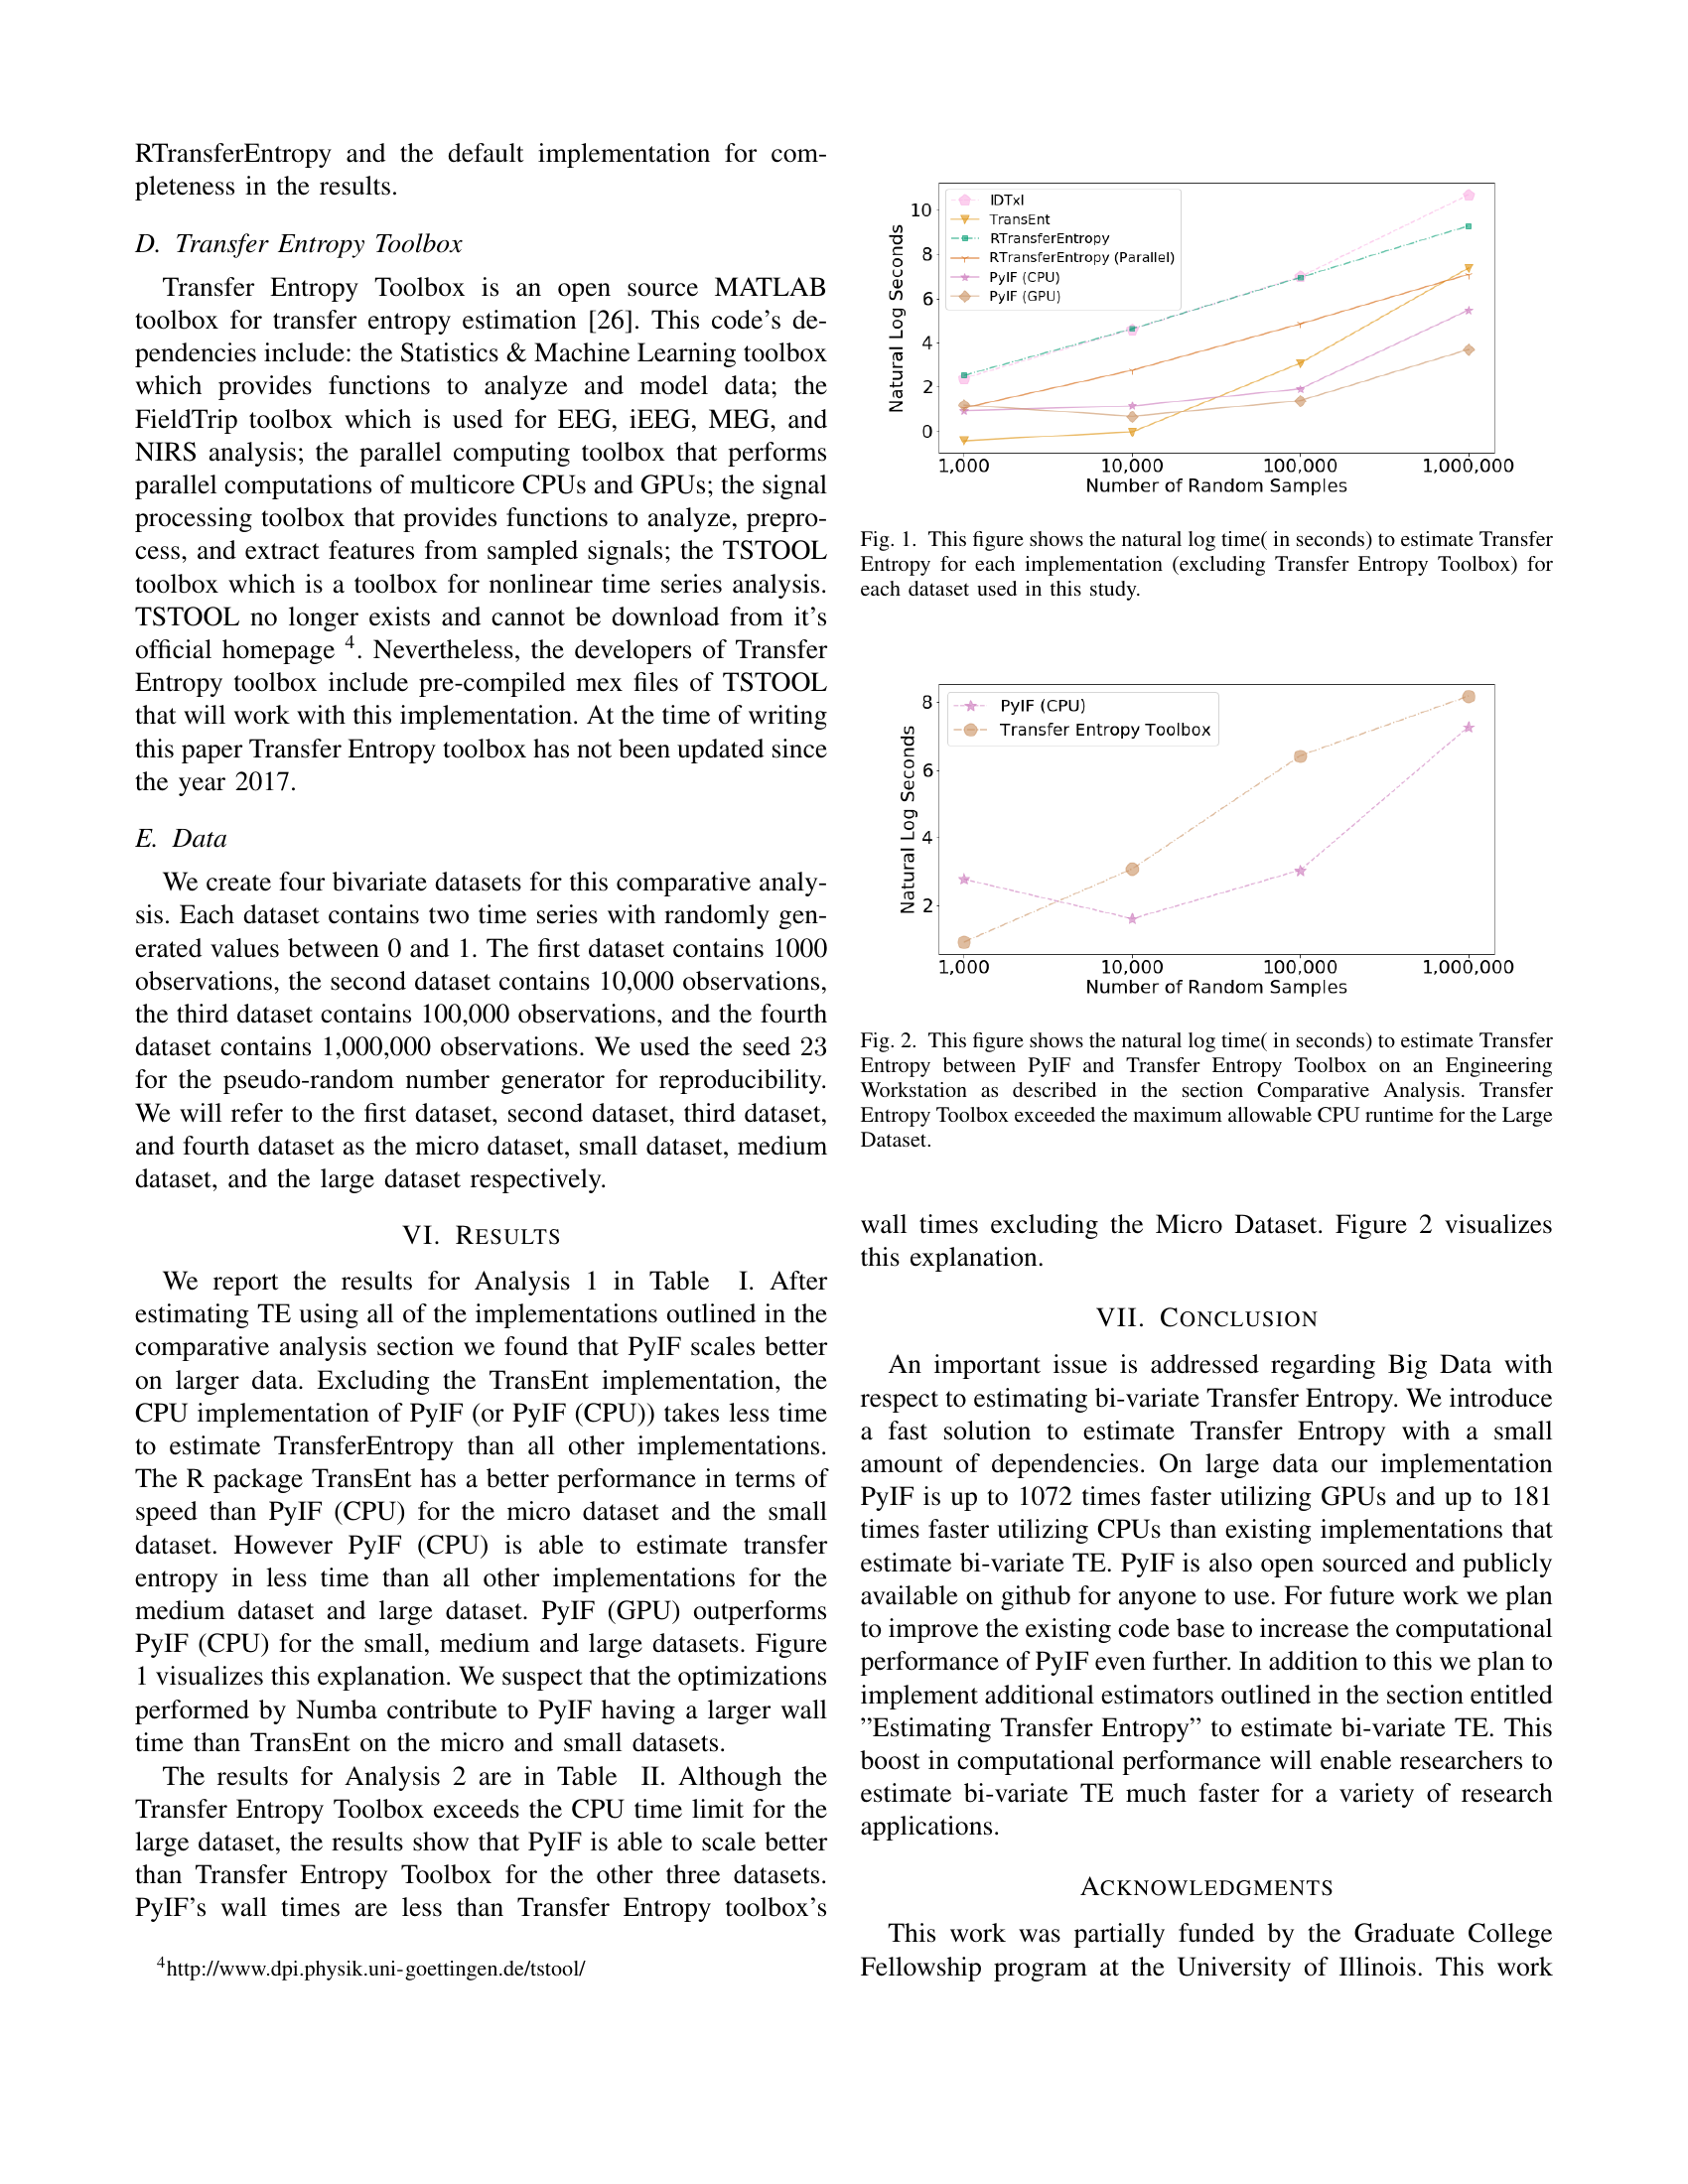 RTransferEntropy and the default implementation for com-
pleteness in the results.
D. Transfer Entropy Toolbox
Transfer Entropy Toolbox is an open source MATLAB
toolbox for transfer entropy estimation [26]. This code's de-
pendencies include: the Statistics & Machine Learning toolbox
which provides functions to analyze and model data; the
FieldTrip toolbox which is used for EEG, iEEG, MEG, and
NIRS analysis; the parallel computing toolbox that performs
parallel computations of multicore CPUs and GPUs; the signal
processing toolbox that provides functions to analyze, prepro-
cess, and extract features from sampled signals; the TSTOOL
toolbox which is a toolbox for nonlinear time series analysis.
TSTOOL no longer exists and cannot be download from it's
official homepage 4. Nevertheless, the developers of Transfer
Entropy toolbox include pre-compiled mex files of TSTOOL
that will work with this implementation. At the time of writing
this paper Transfer Entropy toolbox has not been updated since
the year 2017.
E. Data
We create four bivariate datasets for this comparative analy-
sis. Each dataset contains two time series with randomly gen-
erated values between 0 and 1. The first dataset contains 1000
observations, the second dataset contains 10,000 observations,
the third dataset contains 100,000 observations, and the fourth
dataset contains 1,000,000 observations. We used the seed 23
for the pseudo-random number generator for reproducibility.
We will refer to the first dataset, second dataset, third dataset,
and fourth dataset as the micro dataset, small dataset, medium
dataset, and the large dataset respectively.
VI. RESULTS
We report the results for Analysis 1 in Table I. After
estimating TE using all of the implementations outlined in the
comparative analysis section we found that PyIF scales better
on larger data. Excluding the TransEnt implementation, the
CPU implementation of PyIF (or PyIF (CPU)) takes less time
to estimate TransferEntropy than all other implementations.
The R package TransEnt has a better performance in terms of
speed than PyIF (CPU) for the micro dataset and the small
dataset. However PyIF (CPU) is able to estimate transfer
entropy in less time than all other implementations for the
medium dataset and large dataset. PyIF (GPU) outperforms
PyIF (CPU) for the small, medium and large datasets. Figure
1 visualizes this explanation. We suspect that the optimizations
performed by Numba contribute to PyIF having a larger wall
time than TransEnt on the micro and small datasets.
The results for Analysis 2 are in Table II. Although the
Transfer Entropy Toolbox exceeds the CPU time limit for the
large dataset, the results show that PyIF is able to scale better
than Transfer Entropy Toolbox for the other three datasets.
PyIF's wall times are less than Transfer Entropy toolbox's
4http://www.dpi.physik.uni-goettingen.de/tstool/
IDTxl
TransEnt
RTransferEntropy
RTransferEntropy (Parallel)
PyIF (CPU)
PyIF (GPU)
Natural Log Seconds
10
8
6
4
2
0
1,000 10,000 100,000 1,000,000
Number of Random Samples
Fig. 1. This figure shows the natural log time( in seconds) to estimate Transfer
Entropy for each implementation (excluding Transfer Entropy Toolbox) for
each dataset used in this study.
PyIF (CPU)
Transfer Entropy Toolbox
Natural Log Seconds
8
6
4
2
1,000 10,000 100,000 1,000,000
Number of Random Samples
Fig. 2. This figure shows the natural log time( in seconds) to estimate Transfer
Entropy between PyIF and Transfer Entropy Toolbox on an Engineering
Workstation as described in the section Comparative Analysis. Transfer
Entropy Toolbox exceeded the maximum allowable CPU runtime for the Large
Dataset.
wall times excluding the Micro Dataset. Figure 2 visualizes
this explanation.
VII. CONCLUSION
An important issue is addressed regarding Big Data with
respect to estimating bi-variate Transfer Entropy. We introduce
a fast solution to estimate Transfer Entropy with a small
amount of dependencies. On large data our implementation
PyIF is up to 1072 times faster utilizing GPUs and up to 181
times faster utilizing CPUs than existing implementations that
estimate bi-variate TE. PyIF is also open sourced and publicly
available on github for anyone to use. For future work we plan
to improve the existing code base to increase the computational
performance of PyIF even further. In addition to this we plan to
implement additional estimators outlined in the section entitled
"Estimating Transfer Entropy" to estimate bi-variate TE. This
boost in computational performance will enable researchers to
estimate bi-variate TE much faster for a variety of research
applications.
ACKNOWLEDGMENTS
This work was partially funded by the Graduate College
Fellowship program at the University of Illinois. This work